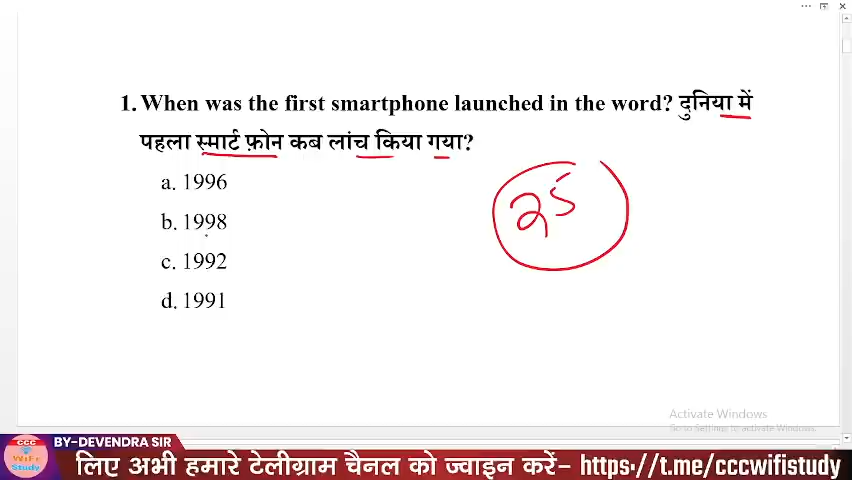 1. When was the first smartphone launched in the word? दुनिया में
पहला स्मार्ट फ़ोन कब लांच किया गया?
a. 1996
25
b. 1998
c. 1992
d. 1991
Activate Windows
Go to Settings to activate Windows.
CCC
WiFi
Study
BY-DEVENDRA SIR
लिए अभी हमारे टेलीग्राम चैनल को ज्वाइन करें- https://t.me/cccwifistudy